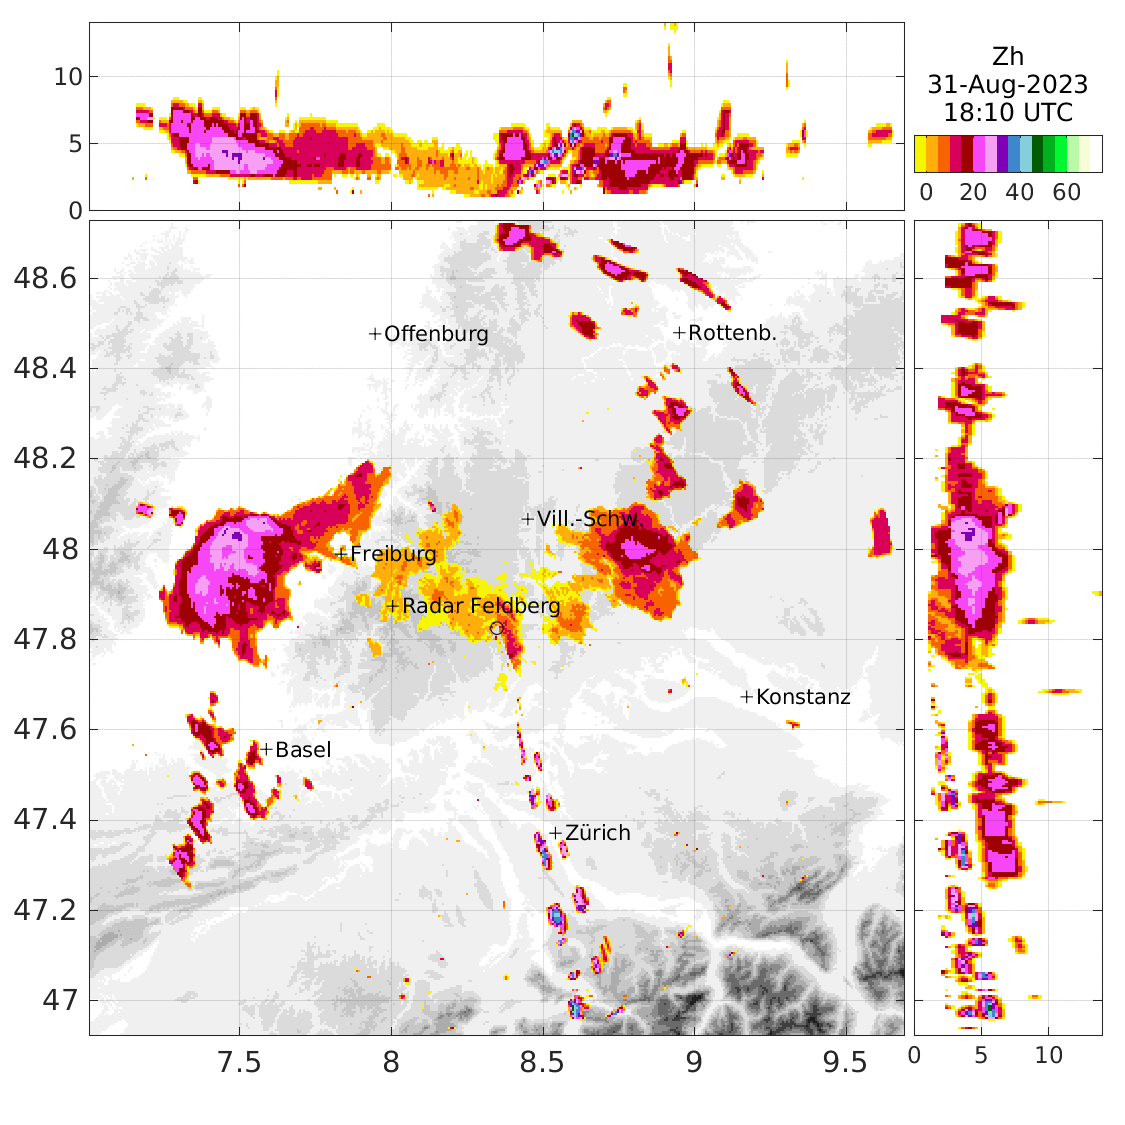 10
5
0
Zh
31-Aug-2023
18:10 UTC
0 20 40 60
48.6
48.4
48.2
48
47.8
47.6
47.4
47.2
47
+Offenburg
+Rottenb.
+Vill.-Schw.
+Freiburg
+Radar Feldberg
+Konstanz
+Basel
+Zürich
7.5 8 8.5 9 9.5
0 5 10